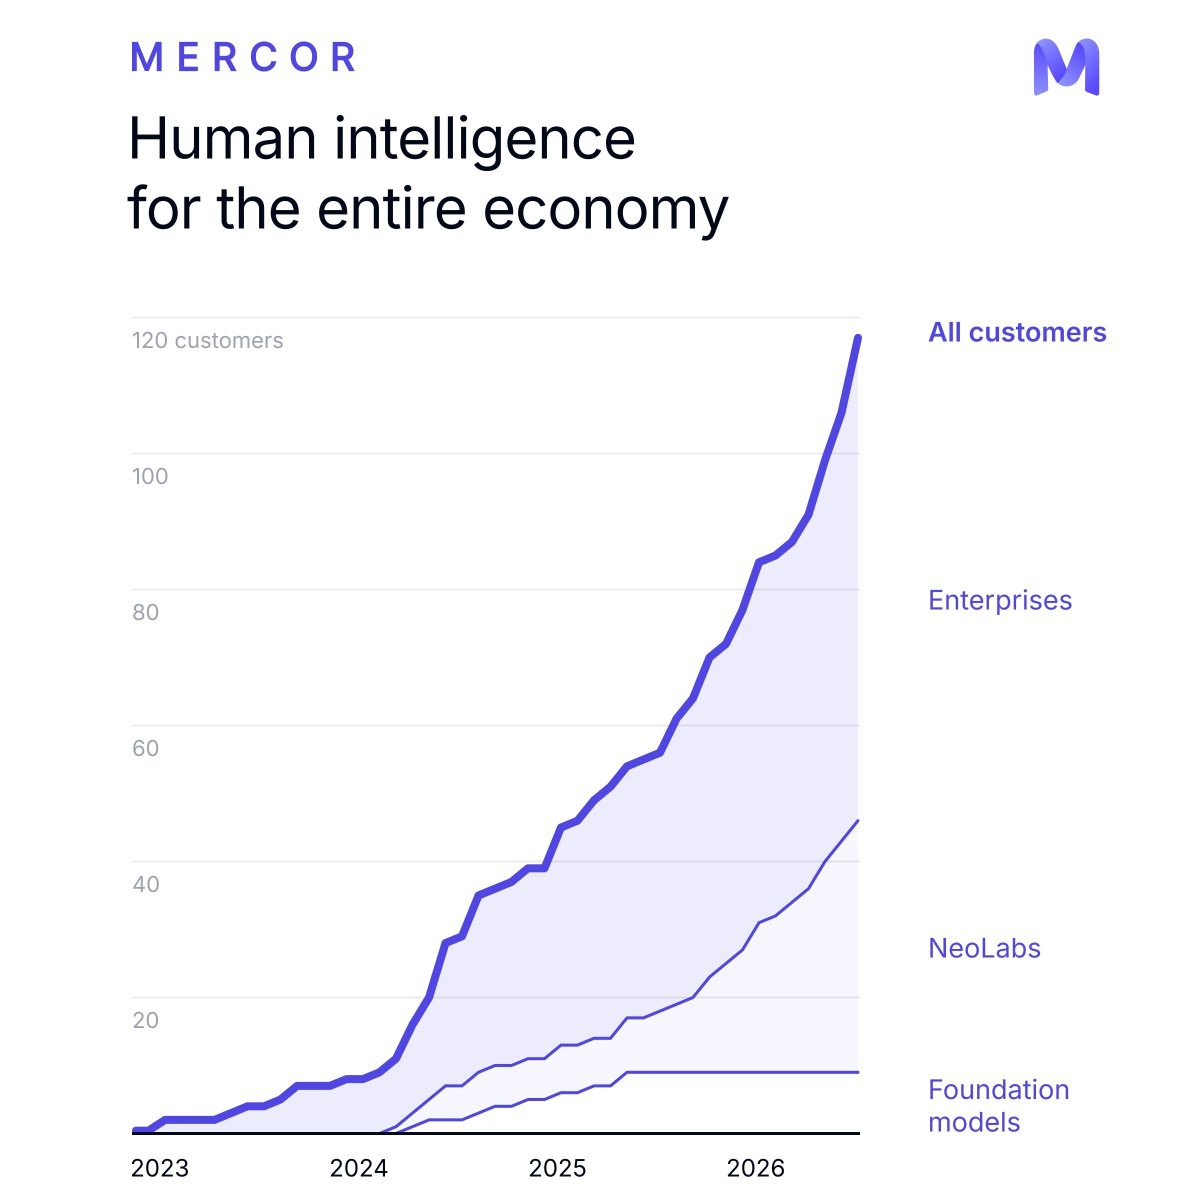 MERCOR
Human intelligence
for the entire economy
120 customers
All customers
100
Enterprises
80
60
40
NeoLabs
20
Foundation
models
2023 2024 2025 2026